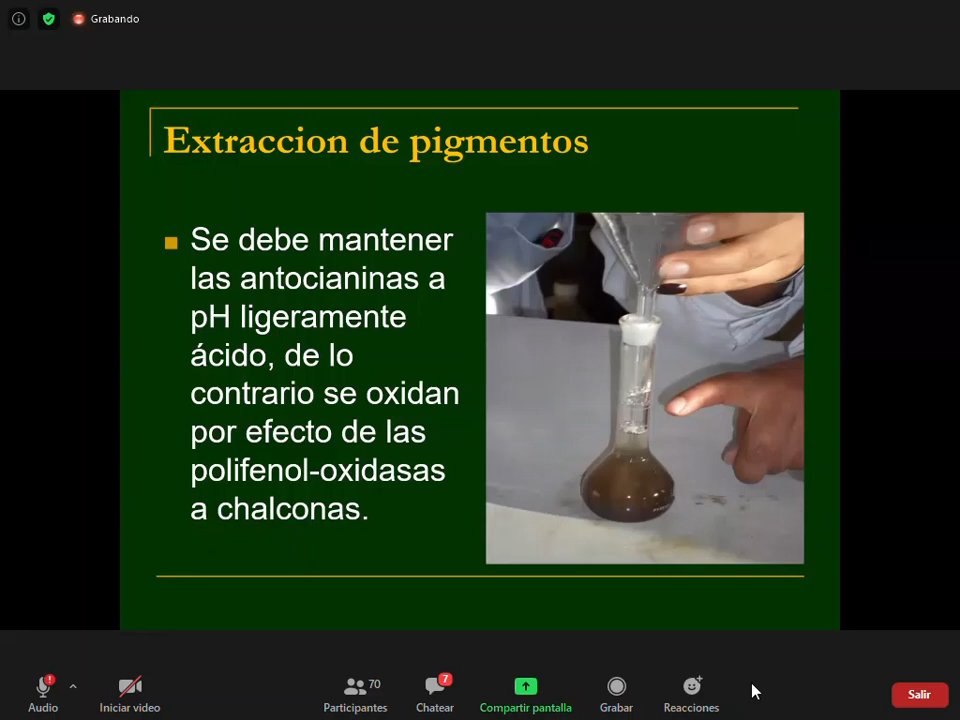 Grabando
Extraccion de pigmentos
Se debe mantener
las antocianinas a
pH ligeramente
ácido, de lo
contrario se oxidan
por efecto de las
polifenol-oxidasas
a chalconas.
70
7
Audio
Iniciar video
Participantes
Chatear
Compartir pantalla
Grabar
Reacciones
Salir